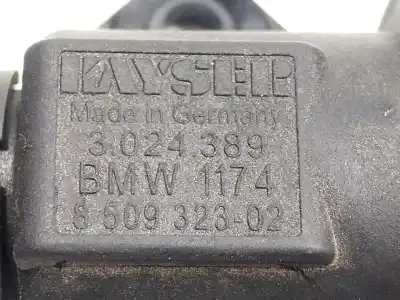 KAYSER
Made in Germany
3.024.389
BMW 1174
8 509 323-02